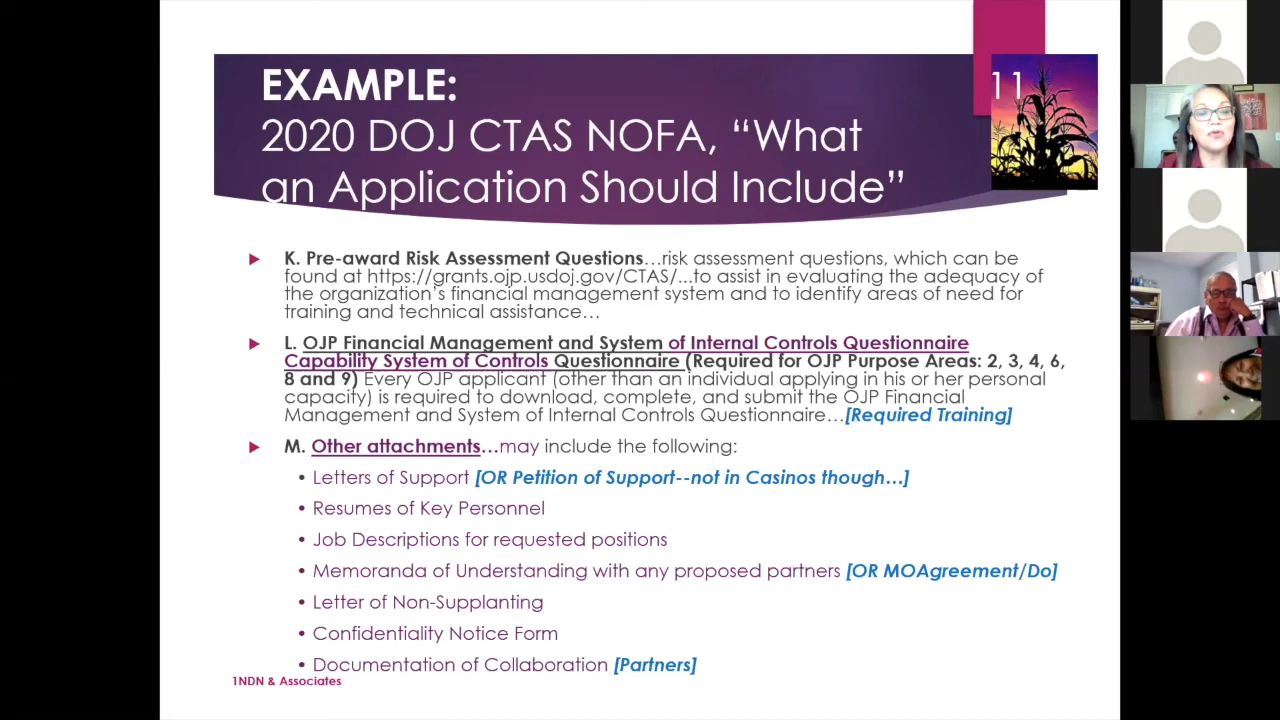 11
EXAMPLE:
2020 DOJ CTAS NOFA, “What
an Application Should Include”
K. Pre-award Risk Assessment Questions…risk assessment questions, which can be
found at https://grants.ojp.usdoj.gov/CTAS/...to assist in evaluating the adequacy of
the organization’s financial management system and to identify areas of need for
training and technical assistance…
L. OJP Financial Management and System of Internal Controls Questionnaire
Capability System of Controls Questionnaire (Required for OJP Purpose Areas: 2, 3, 4, 6,
8 and 9) Every OJP applicant (other than an individual applying in his or her personal
capacity) is required to download, complete, and submit the OJP Financial
Management and System of Internal Controls Questionnaire…[Required Training]
M. Other attachments…may include the following:
• Letters of Support [OR Petition of Support--not in Casinos though…]
• Resumes of Key Personnel
• Job Descriptions for requested positions
• Memoranda of Understanding with any proposed partners [OR MOAgreement/Do]
• Letter of Non-Supplanting
• Confidentiality Notice Form
• Documentation of Collaboration [Partners]
1NDN & Associates